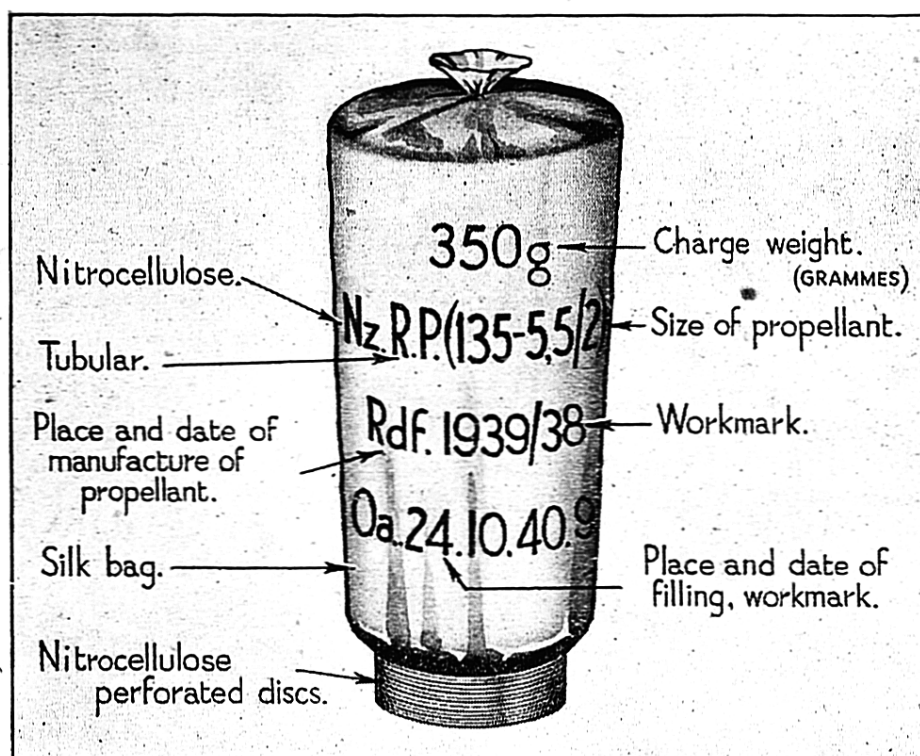 350g
Charge weight.
(GRAMMES)
Nitrocellulose.
Nz.R.P.(135-5,5/2)
Size of propellant.
Tubular.
Rdf. 1939/38
Workmark.
Place and date of
manufacture of
propellant.
Oa.24.10.40.9
Silk bag.
Place and date of
filling, workmark.
Nitrocellulose
perforated discs.